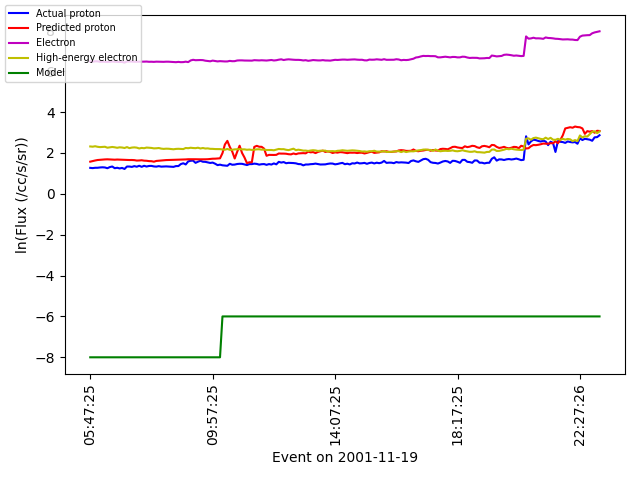 Actual proton
Predicted proton
Electron
High-energy electron
Model
4
2
0
−2
−4
−6
−8
ln(Flux (/cc/s/sr))
05:47:25
09:57:25
14:07:25
18:17:25
22:27:26
Event on 2001-11-19